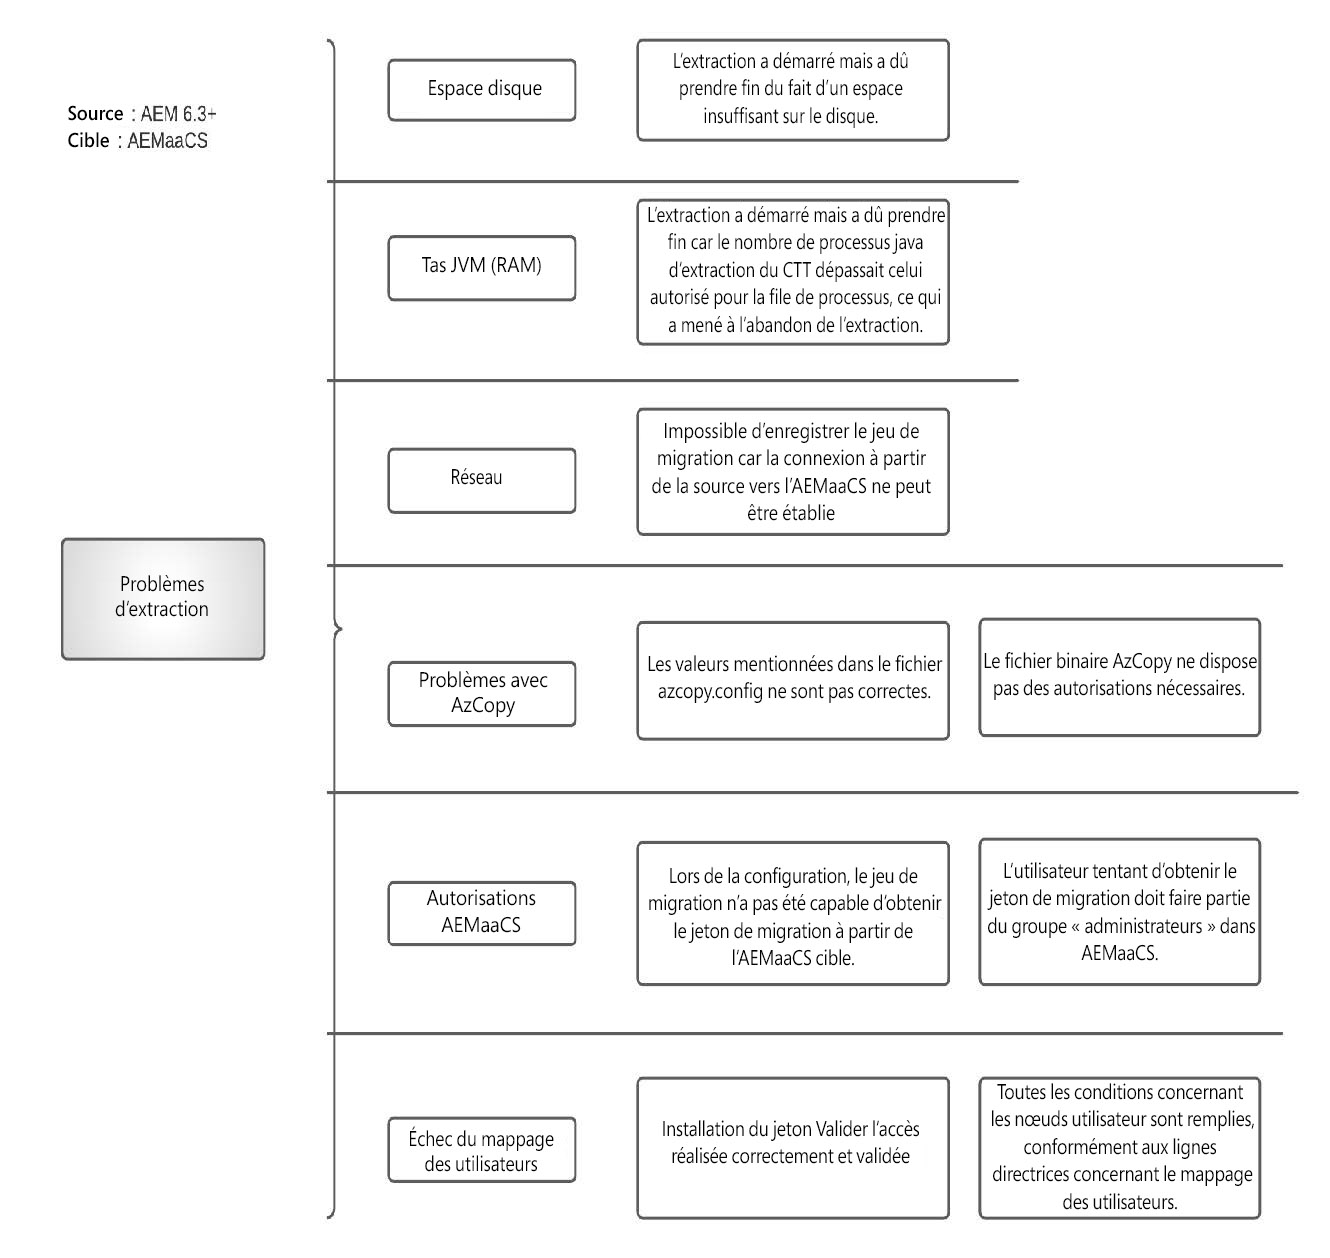 Source : AEM 6.3+
Cible : AEMaaCS
Problèmes
d'extraction
Espace disque
L'extraction a démarré mais a dû
prendre fin du fait d'un espace
insuffisant sur le disque.
Tas JVM (RAM)
L'extraction a démarré mais a dû prendre
fin car le nombre de processus java
d'extraction du CTT dépassait celui
autorisé pour la file de processus, ce qui
a mené à l'abandon de l'extraction.
Réseau
Impossible d'enregistrer le jeu de
migration car la connexion à partir
de la source vers l'AEMaaCS ne peut
être établie
Problèmes avec
AzCopy
Les valeurs mentionnées dans le fichier
azcopy.config ne sont pas correctes.
Le fichier binaire AzCopy ne dispose
pas des autorisations nécessaires.
Autorisations
AEMaaCS
Lors de la configuration, le jeu de
migration n'a pas été capable d'obtenir
le jeton de migration à partir de
l'AEMaaCS cible.
L'utilisateur tentant d'obtenir le
jeton de migration doit faire partie
du groupe « administrateurs » dans
AEMaaCS.
Échec du mappage
des utilisateurs
Installation du jeton Valider l'accès
réalisée correctement et validée
Toutes les conditions concernant
les nœuds utilisateur sont remplies,
conformément aux lignes
directrices concernant le mappage
des utilisateurs.